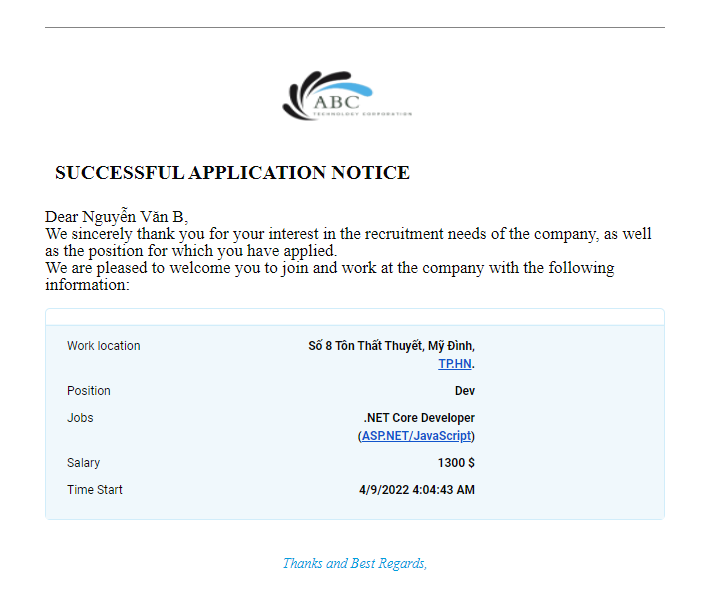 ABC
TECHNOLOGY CORPORATION
SUCCESSFUL APPLICATION NOTICE
Dear Nguyễn Văn B,
We sincerely thank you for your interest in the recruitment needs of the company, as well
as the position for which you have applied.
We are pleased to welcome you to join and work at the company with the following
information:
Work location
Số 8 Tôn Thất Thuyết, Mỹ Đình,
TP.HN.
Position
Dev
Jobs
.NET Core Developer
(ASP.NET/JavaScript)
Salary
1300 $
Time Start
4/9/2022 4:04:43 AM
Thanks and Best Regards,